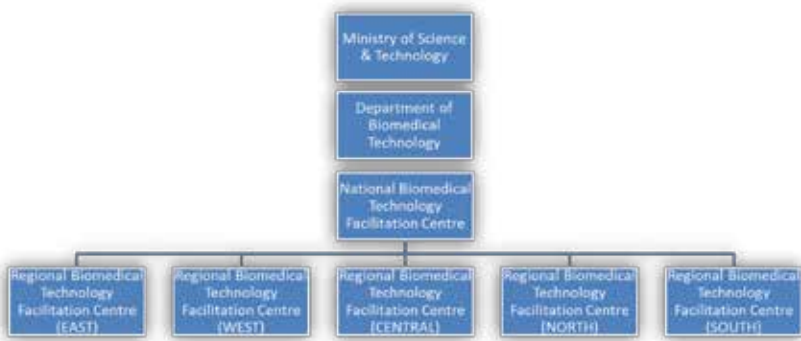 Ministry of Science
& Technology
Department of
Biomedical
Technology
National Biomedical
Technology
Facilitation Centre
Regional Biomedical
Technology
Facilitation Centre
(EAST)
Regional Biomedical
Technology
Facilitation Centre
(WEST)
Regional Biomedical
Technology
Facilitation Centre
(CENTRAL)
Regional Biomedical
Technology
Facilitation Centre
(NORTH)
Regional Biomedical
Technology
Facilitation Centre
(SOUTH)